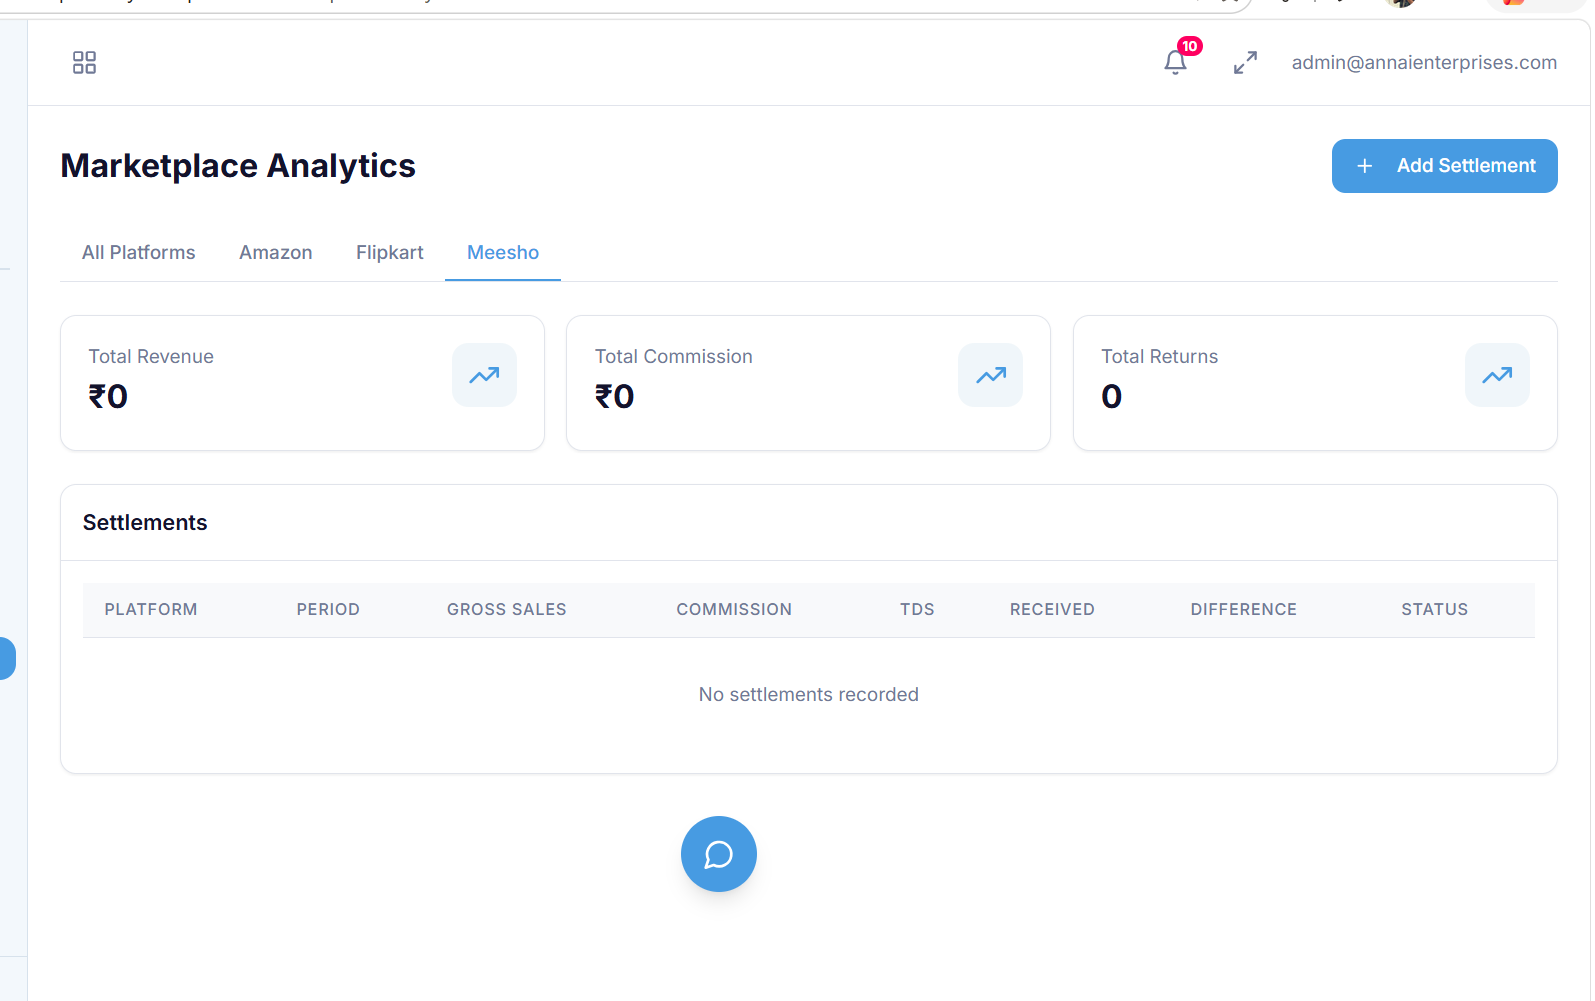 10
admin@annaienterprises.com
Marketplace Analytics
+ Add Settlement
All Platforms Amazon Flipkart Meesho
Total Revenue
₹0
Total Commission
₹0
Total Returns
0
Settlements
PLATFORM PERIOD GROSS SALES COMMISSION TDS RECEIVED DIFFERENCE STATUS
No settlements recorded